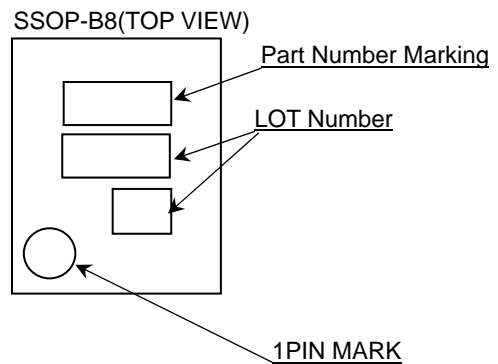 SSOP-B8(TOP VIEW)
Part Number Marking
LOT Number
1PIN MARK